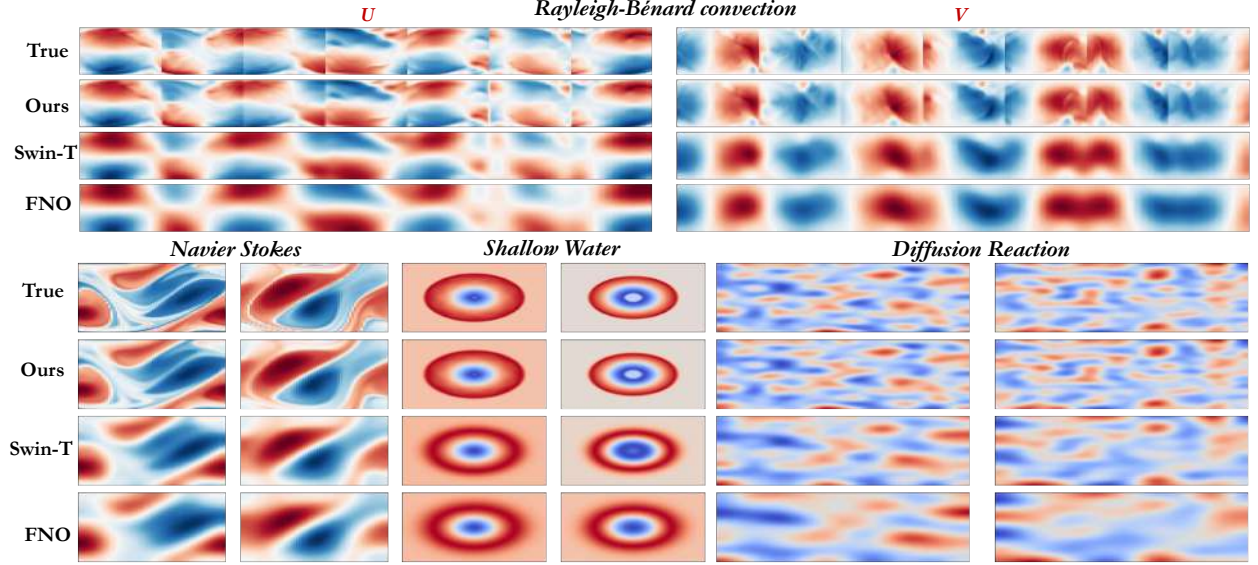 Rayleigh-Bénard convection
U V
True
Ours
Swin-T
FNO
Navier Stokes Shallow Water Diffusion Reaction
True
Ours
Swin-T
FNO